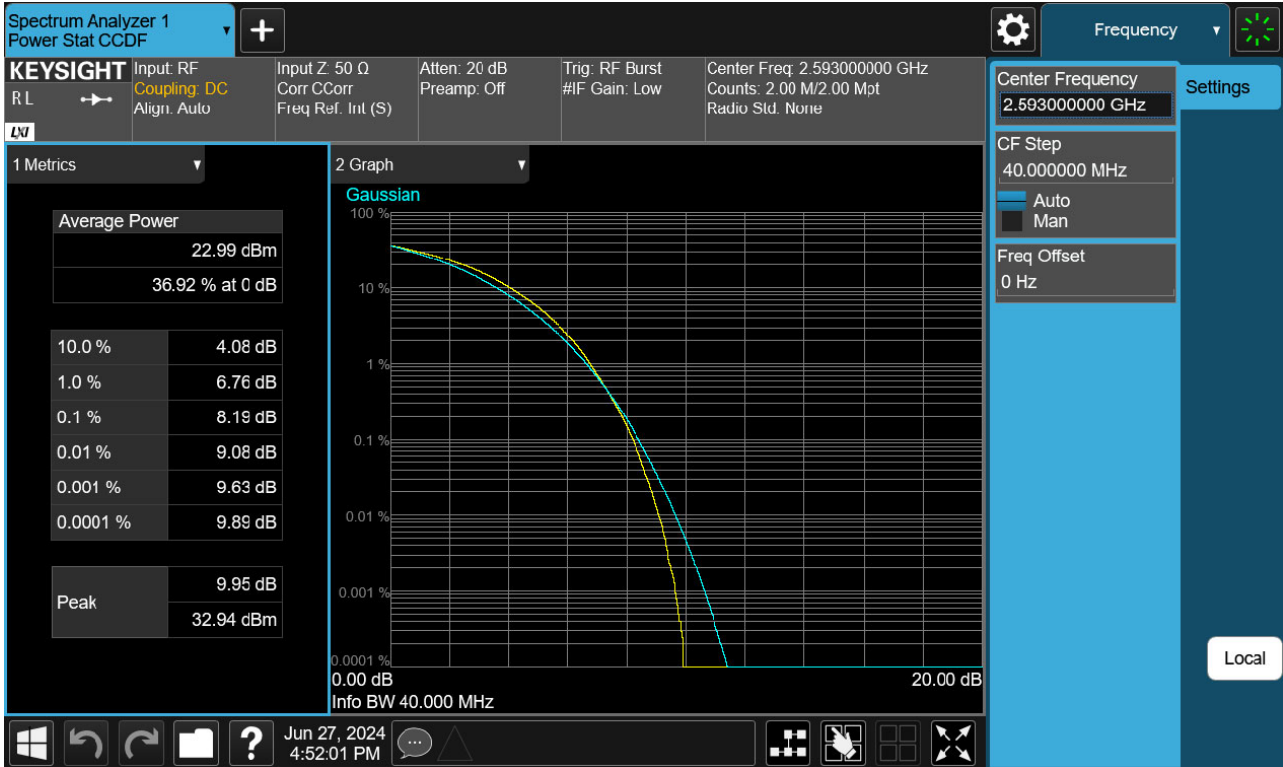 Spectrum Analyzer 1
Power Stat CCDF
Frequency
KEYSIGHT
RL
LXI
Input: RF
Coupling: DC
Align: Auto
Input Z: 50 Ω
Corr CCorr
Freq Ref: Int (S)
Atten: 20 dB
Preamp: Off
Trig: RF Burst
#IF Gain: Low
Center Freq: 2.593000000 GHz
Counts: 2.00 M/2.00 Mpt
Radio Std: None
Center Frequency
2.593000000 GHz
Settings
CF Step
40.000000 MHz
Auto
Man
Freq Offset
0 Hz
Local
1 Metrics
Average Power
22.99 dBm
36.92 % at 0 dB
10.0 % 4.08 dB
1.0 % 6.76 dB
0.1 % 8.19 dB
0.01 % 9.08 dB
0.001 % 9.63 dB
0.0001 % 9.89 dB
Peak
9.95 dB
32.94 dBm
2 Graph
Gaussian
100 %
10 %
1 %
0.1 %
0.01 %
0.001 %
0.0001 %
0.00 dB 20.00 dB
Info BW 40.000 MHz
Jun 27, 2024
4:52:01 PM